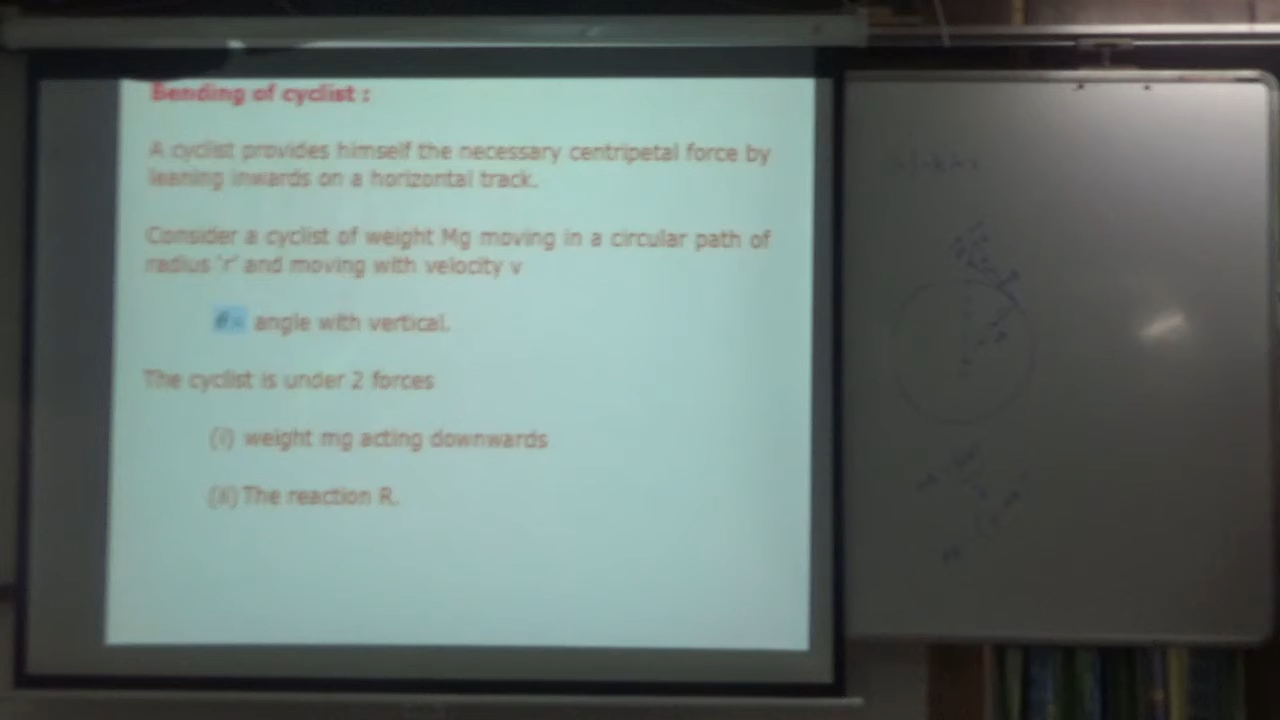 Bending of cyclist :
A cyclist provides himself the necessary centripetal force by
leaning inwards on a horizontal track.
Consider a cyclist of weight Mg moving in a circular path of
radius 'r' and moving with velocity v
θ= angle with vertical.
The cyclist is under 2 forces
(i) weight mg acting downwards
(ii) The reaction R.